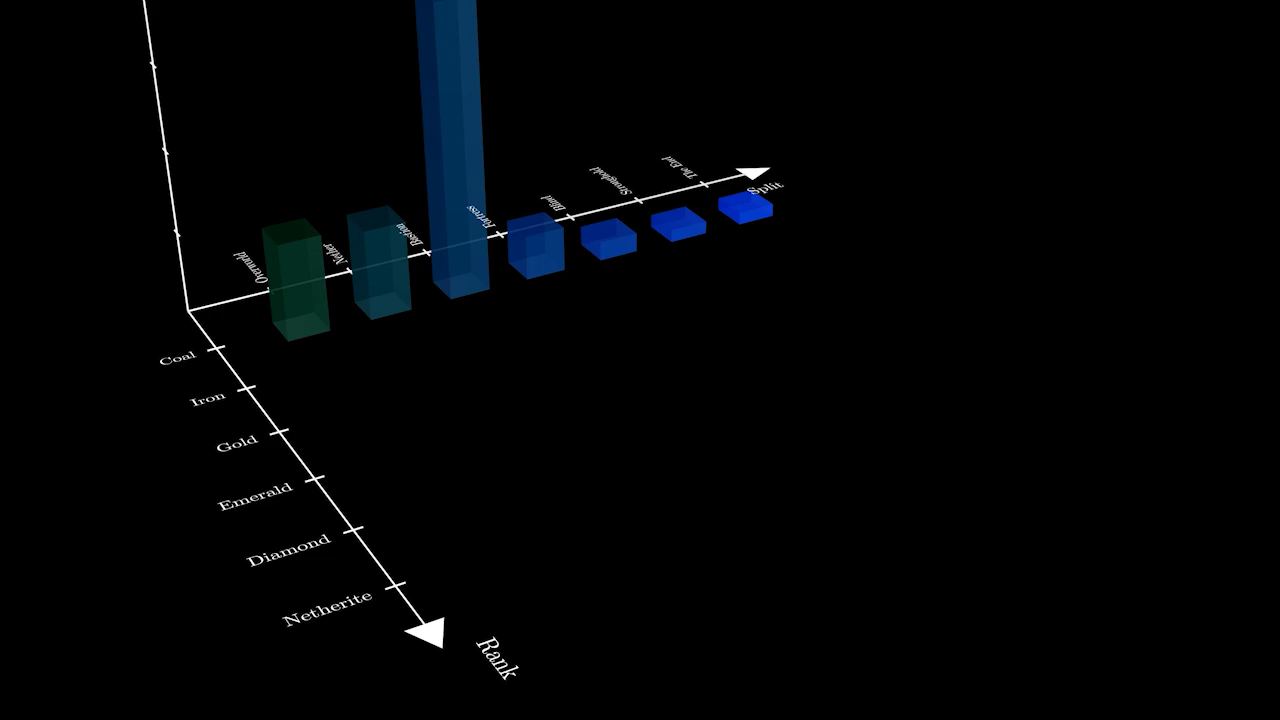 Overworld
Nether
Bastion
Fortress
Blind
Stronghold
The End
Split
Coal
Iron
Gold
Emerald
Diamond
Netherite
Rank